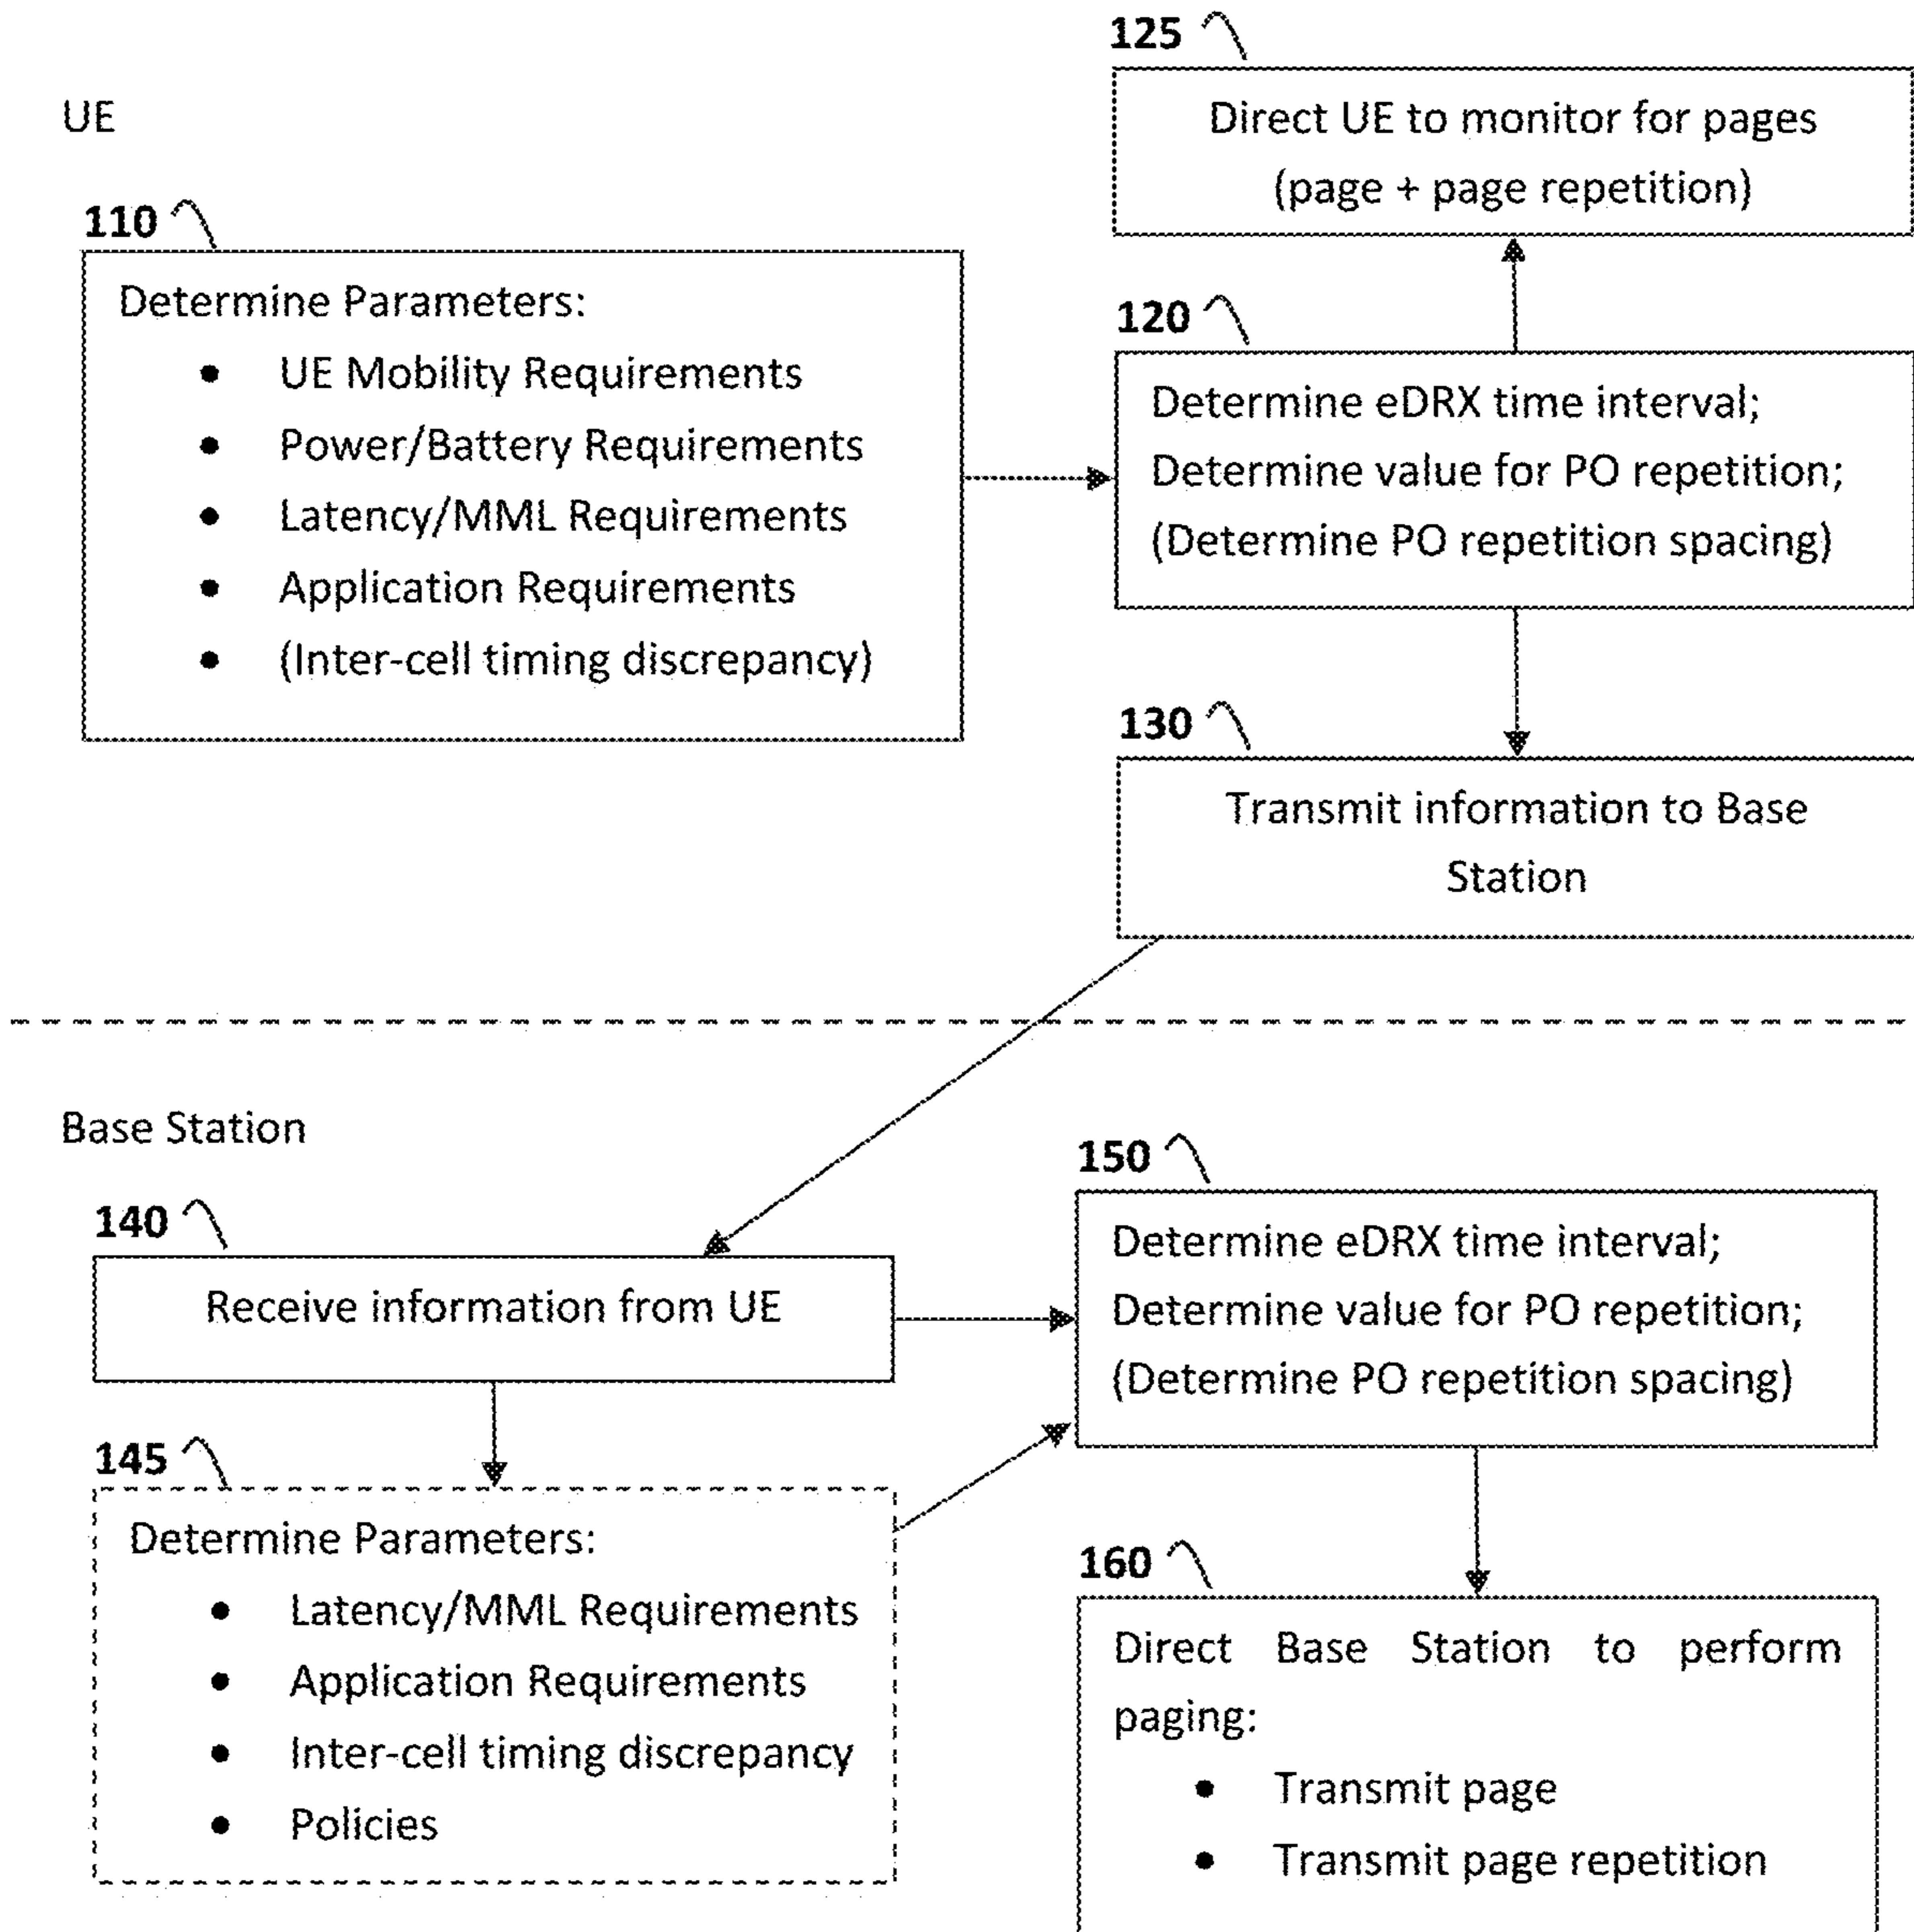 UE
125
Direct UE to monitor for pages
(page + page repetition)
110
Determine Parameters:
• UE Mobility Requirements
• Power/Battery Requirements
• Latency/MML Requirements
• Application Requirements
• (Inter-cell timing discrepancy)
120
Determine eDRX time interval;
Determine value for PO repetition;
(Determine PO repetition spacing)
130
Transmit information to Base
Station
Base Station
140
Receive information from UE
145
Determine Parameters:
• Latency/MML Requirements
• Application Requirements
• Inter-cell timing discrepancy
• Policies
150
Determine eDRX time interval;
Determine value for PO repetition;
(Determine PO repetition spacing)
160
Direct Base Station to perform
paging:
• Transmit page
• Transmit page repetition